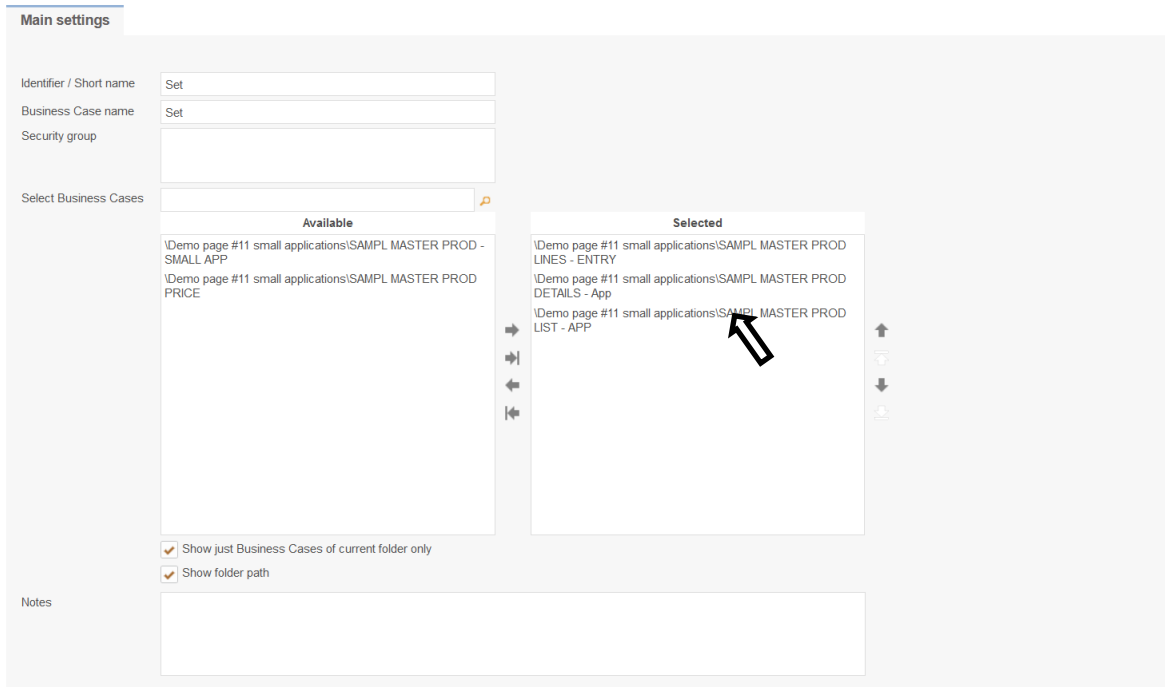 Main settings
Identifier / Short name
Set
Business Case name
Set
Security group
Select Business Cases
Available
\Demo page #11 small applications\SAMPL MASTER PROD -
SMALL APP
\Demo page #11 small applications\SAMPL MASTER PROD
PRICE
Selected
\Demo page #11 small applications\SAMPL MASTER PROD
LINES - ENTRY
\Demo page #11 small applications\SAMPL MASTER PROD
DETAILS - App
\Demo page #11 small applications\SAMPL MASTER PROD
LIST - APP
Show just Business Cases of current folder only
Show folder path
Notes